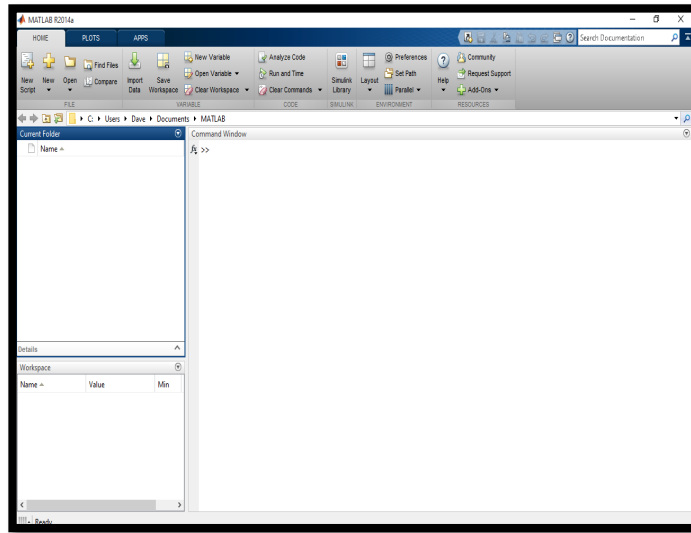 MATLAB R2014a
HOME PLOTS APPS
Search Documentation
New Script
New
Open
Find Files
Compare
Import Data
Save Workspace
New Variable
Open Variable
Clear Workspace
Analyze Code
Run and Time
Clear Commands
Simulink Library
Layout
Preferences
Set Path
Parallel
Help
Community
Request Support
Add-Ons
FILE VARIABLE CODE SIMULINK ENVIRONMENT RESOURCES
C: Users Dave Documents MATLAB
Current Folder
Name
Command Window
fx >>
Details
Workspace
Name Value Min
Ready